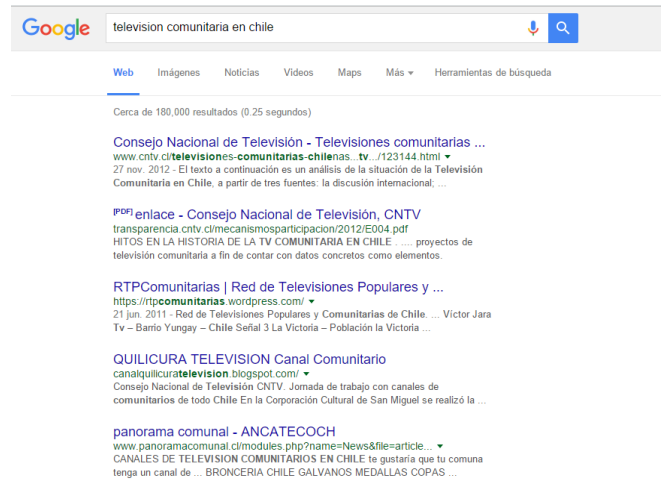 Google television comunitaria en chile
Web Imágenes Noticias Videos Maps Más Herramientas de búsqueda
Cerca de 180,000 resultados (0.25 segundos)
Consejo Nacional de Televisión - Televisiones comunitarias ...
www.cntv.cl/televisiones-comunitarias-chilenas...tv.../123144.html
27 nov. 2012 - El texto a continuación es un análisis de la situación de la Televisión
Comunitaria en Chile, a partir de tres fuentes: la discusión internacional; ...
[PDF] enlace - Consejo Nacional de Televisión, CNTV
transparencia.cntv.cl/mecanismosparticipacion/2012/E004.pdf
HITOS EN LA HISTORIA DE LA TV COMUNITARIA EN CHILE . .... proyectos de
televisión comunitaria a fin de contar con datos concretos como elementos.
RTPComunitarias | Red de Televisiones Populares y ...
https://rtpcomunitarias.wordpress.com/
21 jun. 2011 - Red de Televisiones Populares y Comunitarias de Chile. ... Víctor Jara
Tv – Barrio Yungay – Chile Señal 3 La Victoria – Población la Victoria ...
QUILICURA TELEVISION Canal Comunitario
canalquilicuratelevision.blogspot.com/
Consejo Nacional de Televisión CNTV. Jornada de trabajo con canales de
comunitarios de todo Chile En la Corporación Cultural de San Miguel se realizó la ...
panorama comunal - ANCATECOCH
www.panoramacomunal.cl/modules.php?name=News&file=article...
CANALES DE TELEVISION COMUNITARIOS EN CHILE te gustaría que tu comuna
tenga un canal de ... BRONCERIA CHILE GALVANOS MEDALLAS COPAS ...